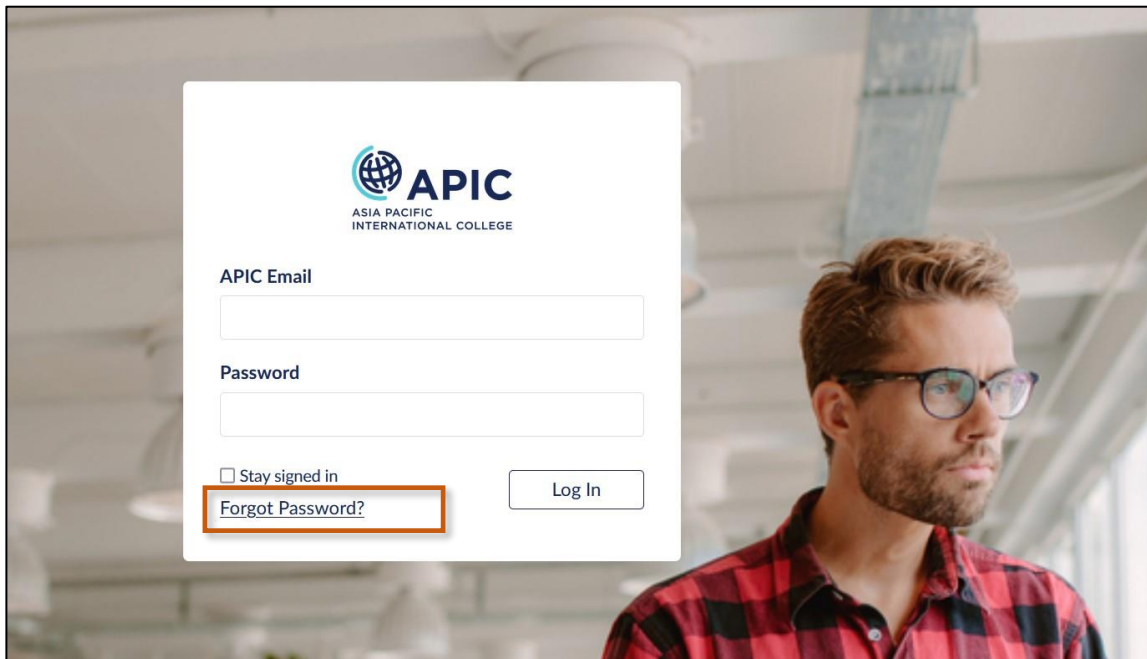 APIC
ASIA PACIFIC
INTERNATIONAL COLLEGE
APIC Email
Password
Stay signed in
Forgot Password?
Log In